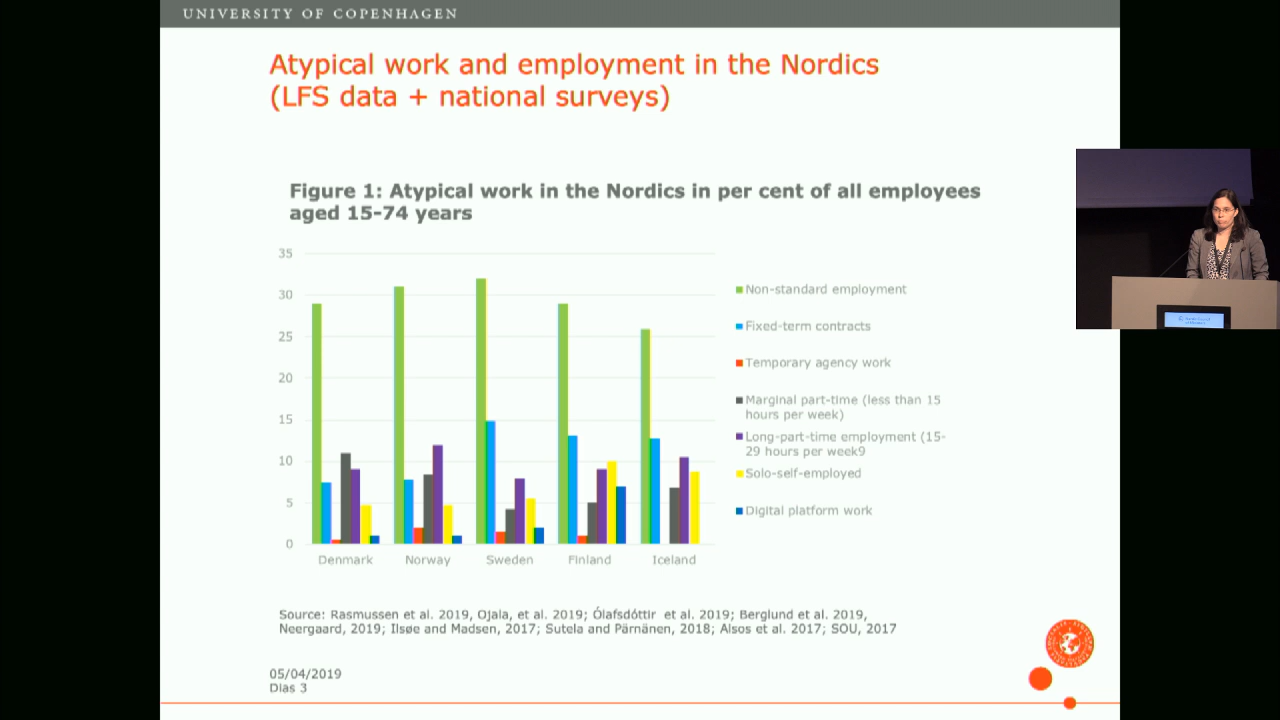 UNIVERSITY OF COPENHAGEN
Atypical work and employment in the Nordics
(LFS data + national surveys)
Figure 1: Atypical work in the Nordics in per cent of all employees
aged 15-74 years
35
30
25
20
15
10
5
0
Denmark Norway Sweden Finland Iceland
Non-standard employment
Fixed-term contracts
Temporary agency work
Marginal part-time (less than 15
hours per week)
Long-part-time employment (15-
29 hours per week9
Solo-self-employed
Digital platform work
Source: Rasmussen et al. 2019, Ojala, et al. 2019; Ólafsdóttir et al. 2019; Berglund et al. 2019,
Neergaard, 2019; Ilsøe and Madsen, 2017; Sutela and Pärnänen, 2018; Alsos et al. 2017; SOU, 2017
05/04/2019
Dias 3